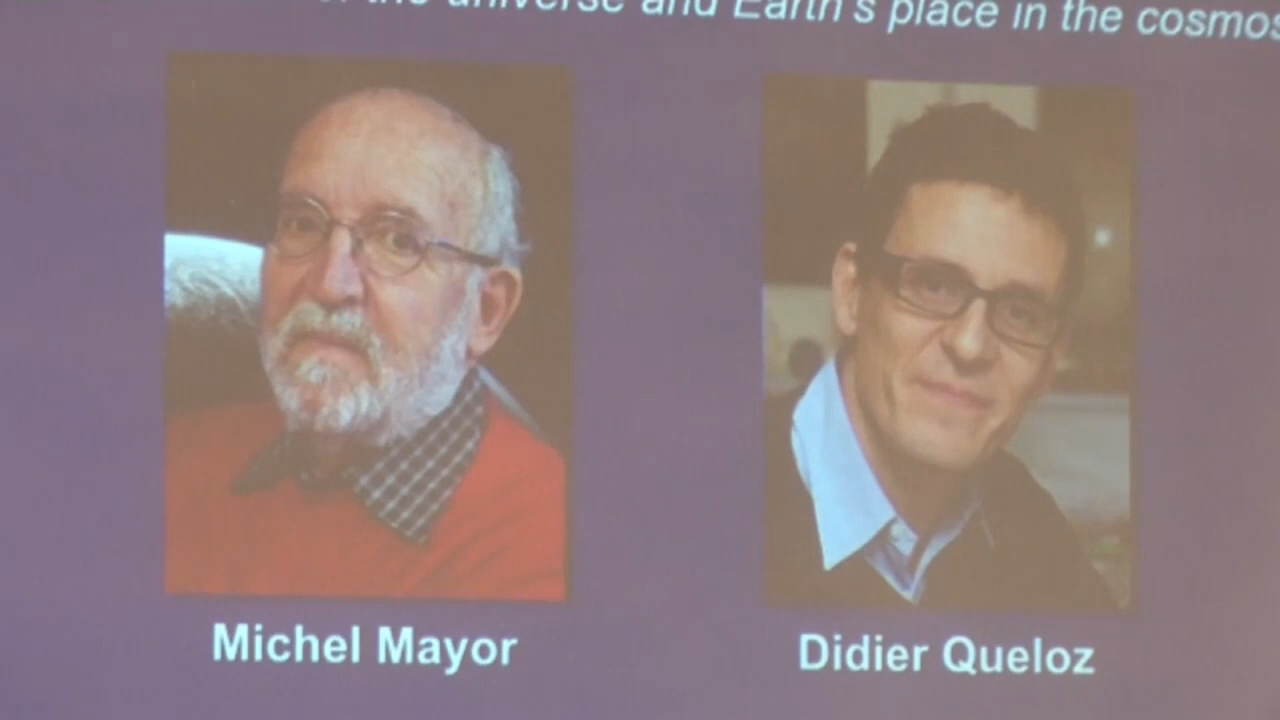 the universe and Earth's place in the cosmos
Michel Mayor
Didier Queloz